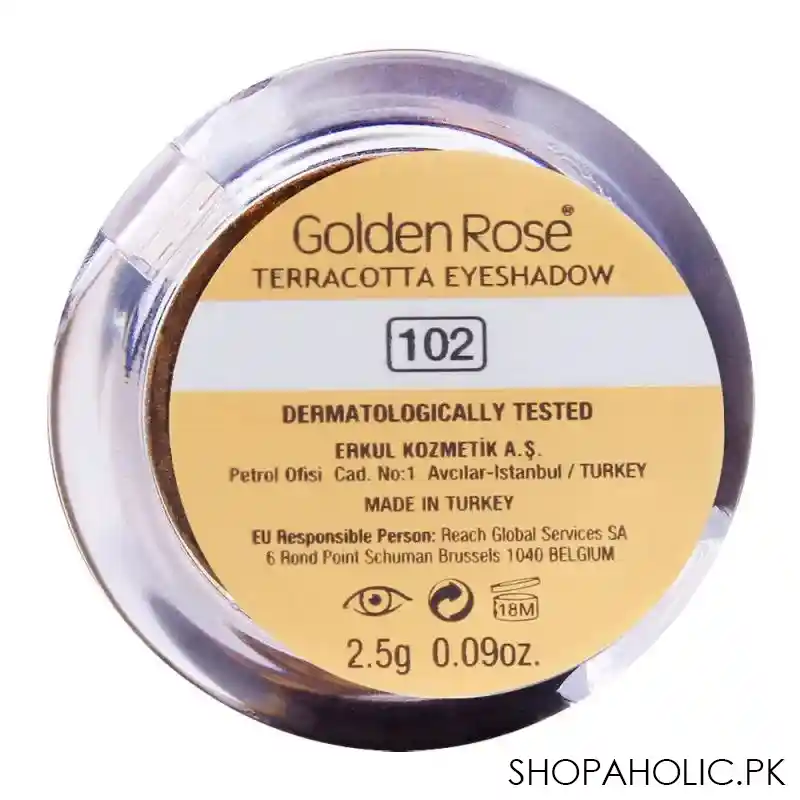 Golden Rose®
TERRACOTTA EYESHADOW
102
DERMATOLOGICALLY TESTED
ERKUL KOZMETİK A.Ş.
Petrol Ofisi Cad. No:1 Avcılar-Istanbul / TURKEY
MADE IN TURKEY
EU Responsible Person: Reach Global Services SA
6 Rond Point Schuman Brussels 1040 BELGIUM
18M
2.5g 0.09oz.
SHOPAHOLIC.PK